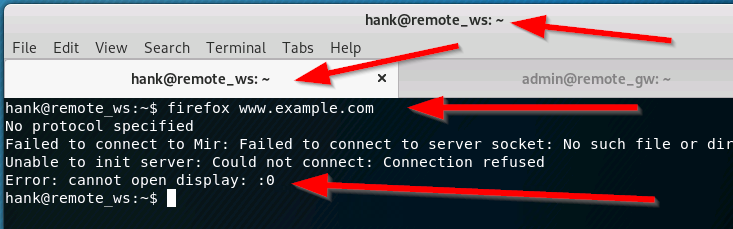 hank@remote_ws: ~
File Edit View Search Terminal Tabs Help
hank@remote_ws: ~ × admin@remote_gw: ~
hank@remote_ws:~$ firefox www.example.com
No protocol specified
Failed to connect to Mir: Failed to connect to server socket: No such file or dir
Unable to init server: Could not connect: Connection refused
Error: cannot open display: :0
hank@remote_ws:~$